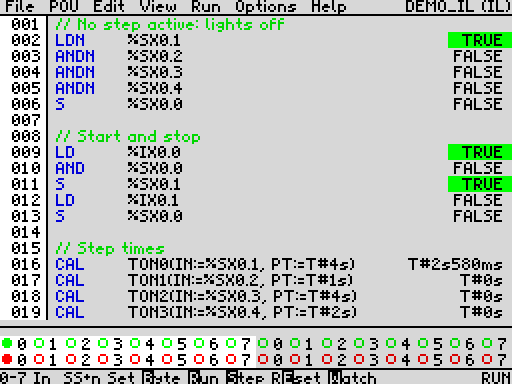 File POU Edit View Run Options Help DEMO_IL (IL)
001 // No step active: lights off
002 LDN %SX0.1 TRUE
003 ANDN %SX0.2 FALSE
004 ANDN %SX0.3 FALSE
005 ANDN %SX0.4 FALSE
006 S %SX0.0 FALSE
007
008 // Start and stop
009 LD %IX0.0 TRUE
010 AND %SX0.0 FALSE
011 S %SX0.1 TRUE
012 LD %IX0.1 FALSE
013 S %SX0.0 FALSE
014
015 // Step times
016 CAL TON0(IN:=%SX0.1, PT:=T#4s) T#2s580ms
017 CAL TON1(IN:=%SX0.2, PT:=T#1s) T#0s
018 CAL TON2(IN:=%SX0.3, PT:=T#4s) T#0s
019 CAL TON3(IN:=%SX0.4, PT:=T#2s) T#0s
0 1 2 3 4 5 6 7 0 1 2 3 4 5 6 7
0 1 2 3 4 5 6 7 0 1 2 3 4 5 6 7
0-7 In SS+n Set Byte Run Step REset Watch RUN